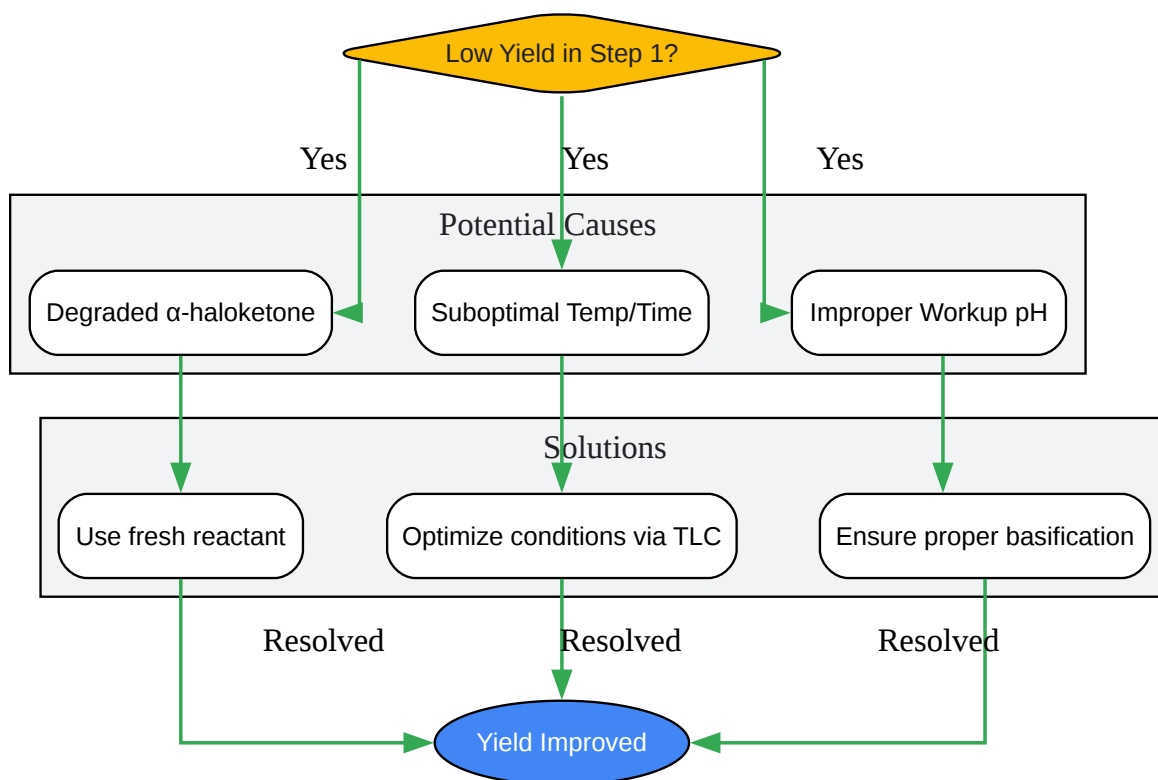 Low Yield in Step 1?
Yes
Yes
Yes
Potential Causes
Degraded α-haloketone
Suboptimal Temp/Time
Improper Workup pH
Solutions
Use fresh reactant
Optimize conditions via TLC
Ensure proper basification
Resolved
Resolved
Resolved
Yield Improved